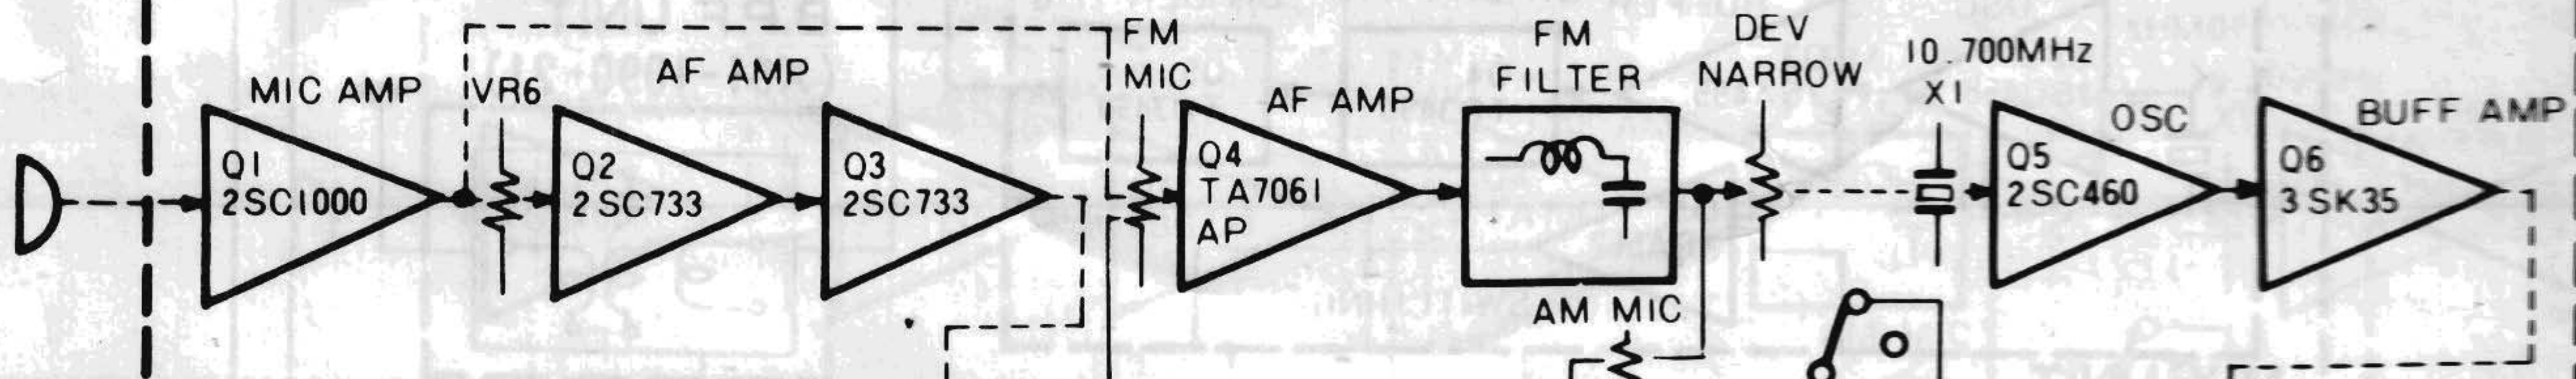 MIC AMP
Q1
2SC1000
VR6
AF AMP
Q2
2SC733
Q3
2SC733
FM
MIC
Q4
TA7061
AP
AF AMP
FM
FILTER
AM MIC
DEV
NARROW
10.700MHz
X1
Q5
2SC460
OSC
Q6
3SK35
BUFF AMP